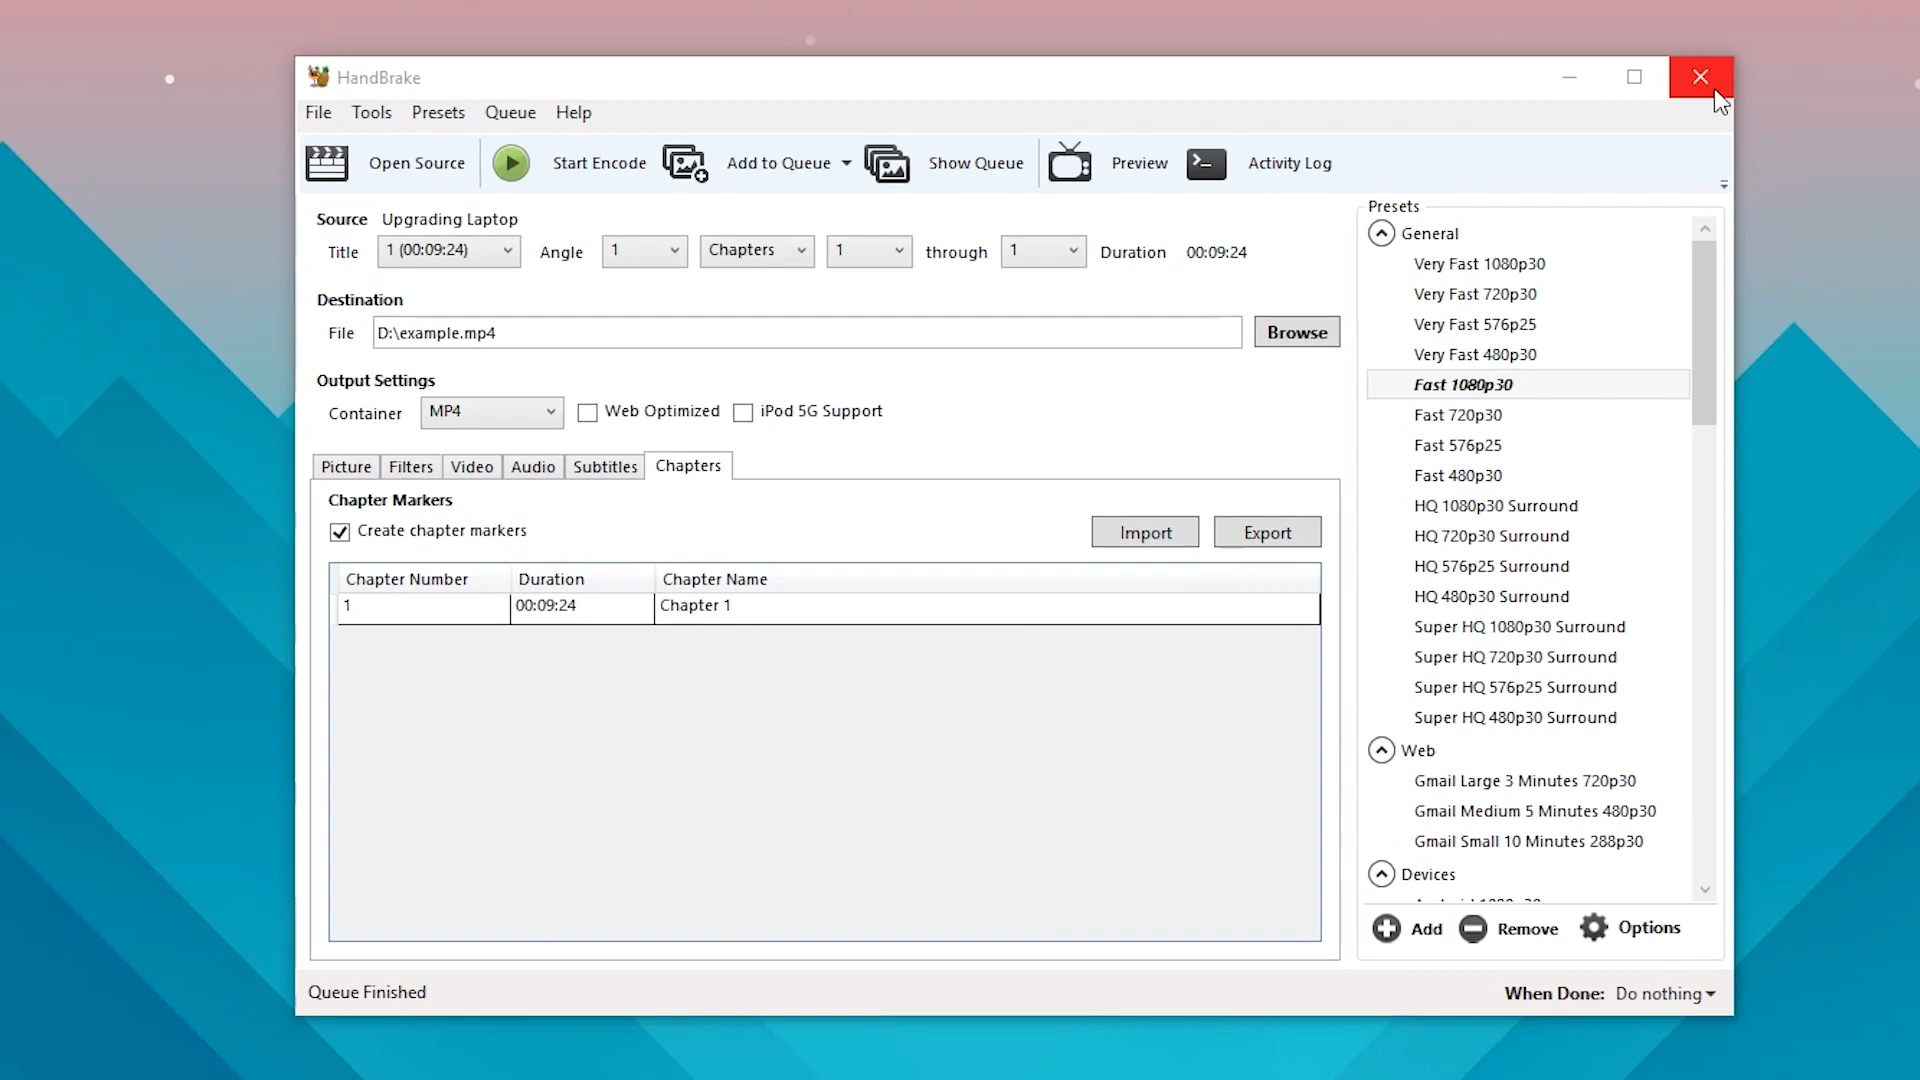 HandBrake
File Tools Presets Queue Help
Open Source Start Encode Add to Queue Show Queue Preview Activity Log
Source Upgrading Laptop
Title 1 (00:09:24) Angle 1 Chapters 1 through 1 Duration 00:09:24
Destination
File D:\example.mp4 Browse
Output Settings
Container MP4 Web Optimized iPod 5G Support
Picture Filters Video Audio Subtitles Chapters
Chapter Markers
Create chapter markers Import Export
Chapter Number Duration Chapter Name
1 00:09:24 Chapter 1
Presets
General
Very Fast 1080p30
Very Fast 720p30
Very Fast 576p25
Very Fast 480p30
Fast 1080p30
Fast 720p30
Fast 576p25
Fast 480p30
HQ 1080p30 Surround
HQ 720p30 Surround
HQ 576p25 Surround
HQ 480p30 Surround
Super HQ 1080p30 Surround
Super HQ 720p30 Surround
Super HQ 576p25 Surround
Super HQ 480p30 Surround
Web
Gmail Large 3 Minutes 720p30
Gmail Medium 5 Minutes 480p30
Gmail Small 10 Minutes 288p30
Devices
Add Remove Options
Queue Finished When Done: Do nothing